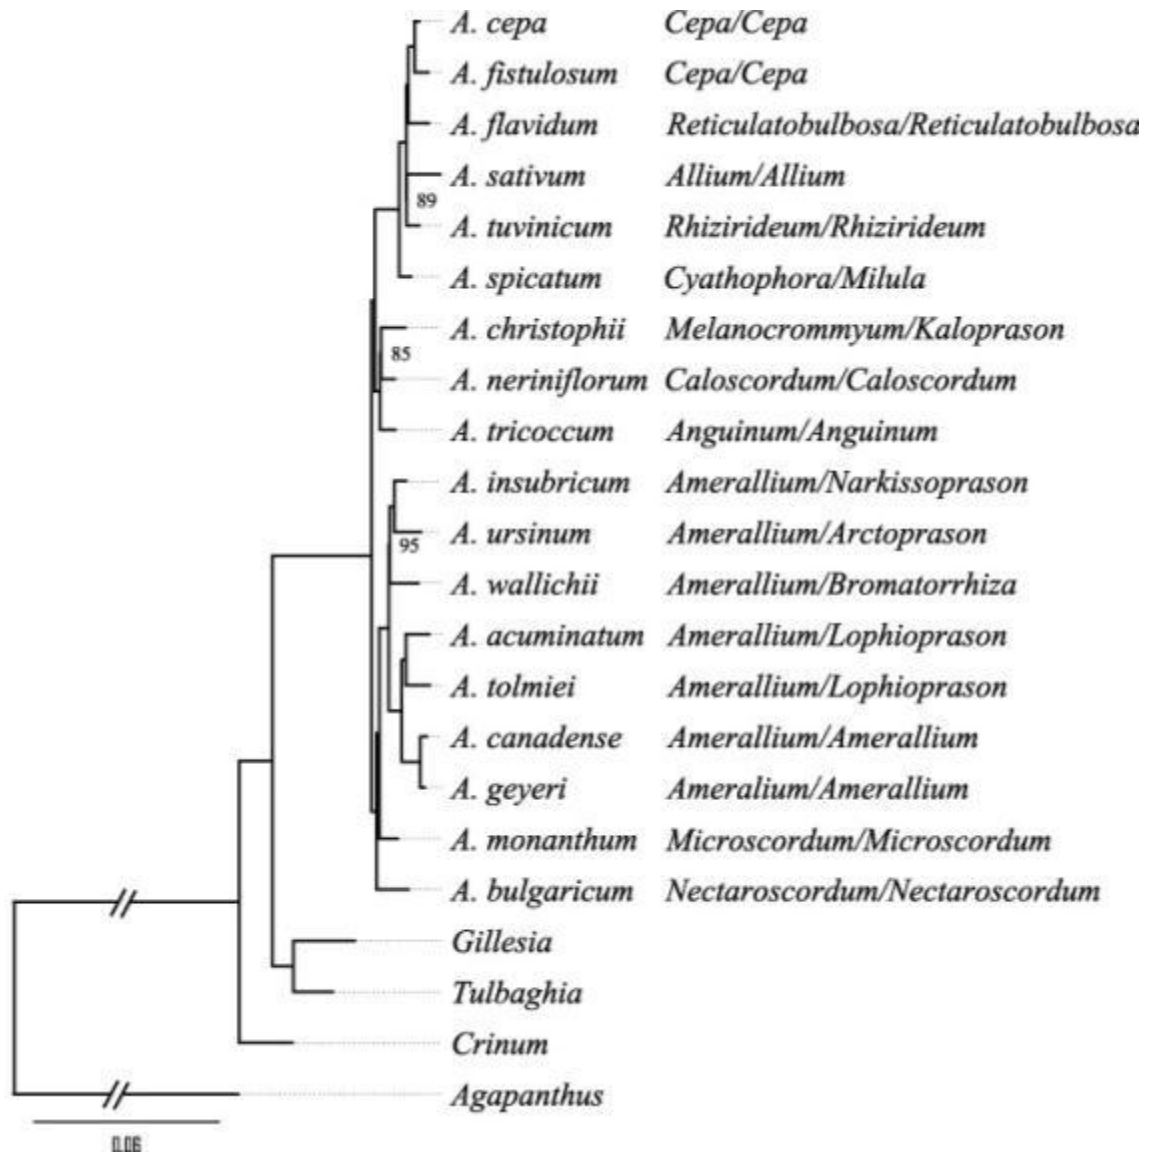 A. cepa Cepa/Cepa
A. fistulosum Cepa/Cepa
A. flavidum Reticulatobulbosa/Reticulatobulbosa
A. sativum Allium/Allium
89
A. tuvinicum Rhizirideum/Rhizirideum
A. spicatum Cyathophora/Milula
A. christophii Melanocrommyum/Kaloprason
85
A. neriniflorum Caloscordum/Caloscordum
A. tricoccum Anguinum/Anguinum
A. insubricum Amerallium/Narkissoprason
A. ursinum Amerallium/Arctoprason
95
A. wallichii Amerallium/Bromatorrhiza
A. acuminatum Amerallium/Lophioprason
A. tolmiei Amerallium/Lophioprason
A. canadense Amerallium/Amerallium
A. geyeri Ameralium/Amerallium
A. monanthum Microscordum/Microscordum
A. bulgaricum Nectaroscordum/Nectaroscordum
Gillesia
Tulbaghia
Crinum
Agapanthus
0.06